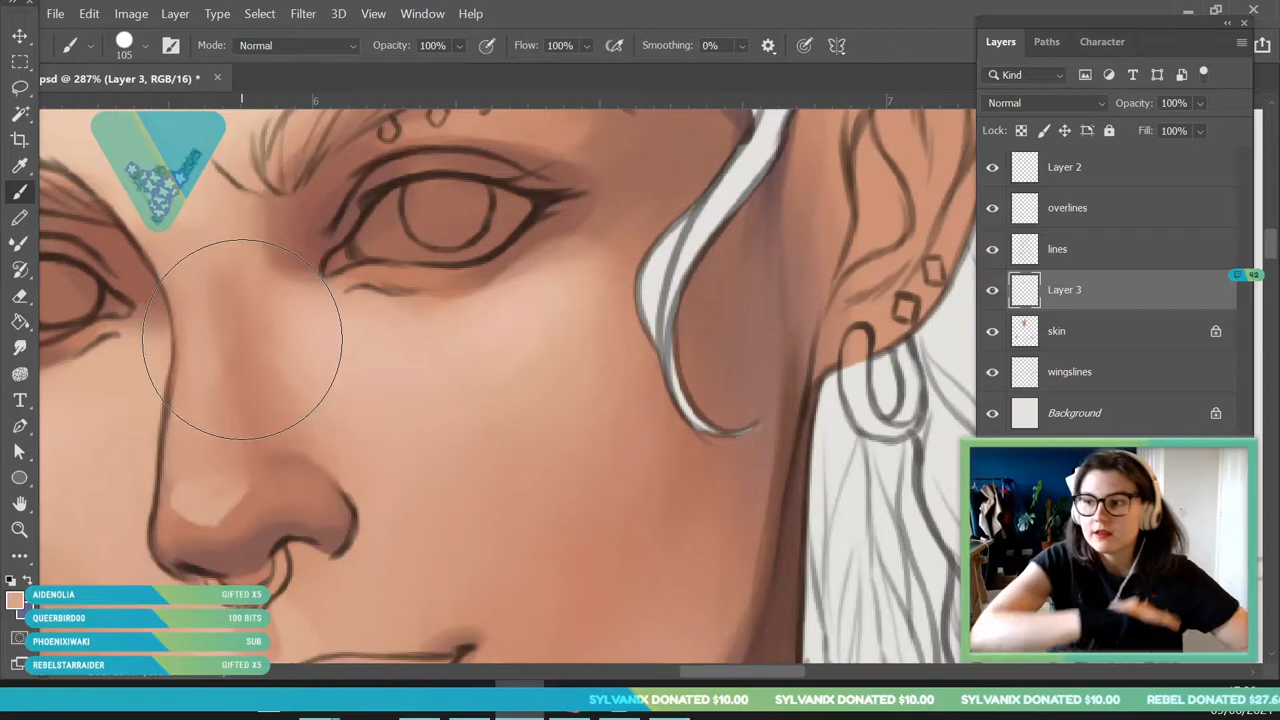 File Edit Image Layer Type Select Filter 3D View Window Help
105 Mode: Normal Opacity: 100% Flow: 100% Smoothing: 0%
psd @ 287% (Layer 3, RGB/16) *
6 7
Layers Paths Character
Kind
Normal Opacity: 100%
Lock: Fill: 100%
Layer 2
overlines
lines
42
Layer 3
skin
wingslines
Background
AIDENOLIA GIFTED X5
QUEERBIRD00 100 BITS
PHOENIXIWAKI SUB
REBELSTARRAIDER GIFTED X5
SYLVANIX DONATED $10.00 SYLVANIX DONATED $10.00 SYLVANIX DONATED $10.00 REBEL DONATED $27.6